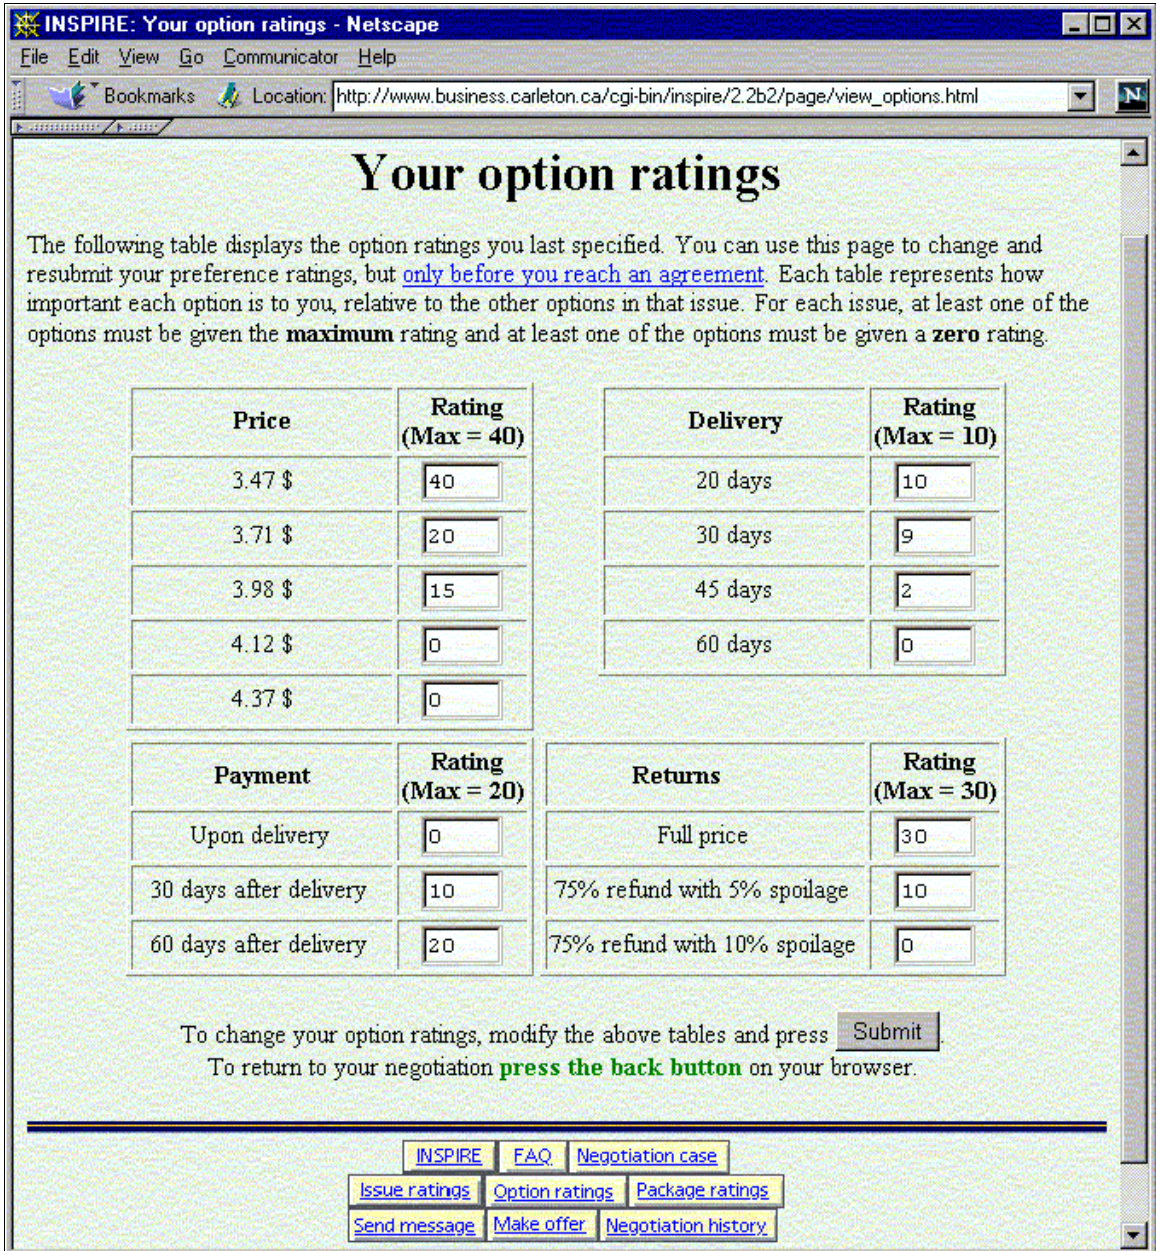 INSPIRE: Your option ratings - Netscape
File Edit View Go Communicator Help
Bookmarks Location: http://www.business.carleton.ca/cgi-bin/inspire/2.2b2/page/view_options.html
N
Your option ratings
The following table displays the option ratings you last specified. You can use this page to change and
resubmit your preference ratings, but only before you reach an agreement. Each table represents how
important each option is to you, relative to the other options in that issue. For each issue, at least one of the
options must be given the maximum rating and at least one of the options must be given a zero rating.
Price Rating (Max = 40)
3.47 $ 40
3.71 $ 20
3.98 $ 15
4.12 $ 0
4.37 $ 0
Delivery Rating (Max = 10)
20 days 10
30 days 9
45 days 2
60 days 0
Payment Rating (Max = 20)
Upon delivery 0
30 days after delivery 10
60 days after delivery 20
Returns Rating (Max = 30)
Full price 30
75% refund with 5% spoilage 10
75% refund with 10% spoilage 0
To change your option ratings, modify the above tables and press Submit.
To return to your negotiation press the back button on your browser.
INSPIRE FAQ Negotiation case
Issue ratings Option ratings Package ratings
Send message Make offer Negotiation history